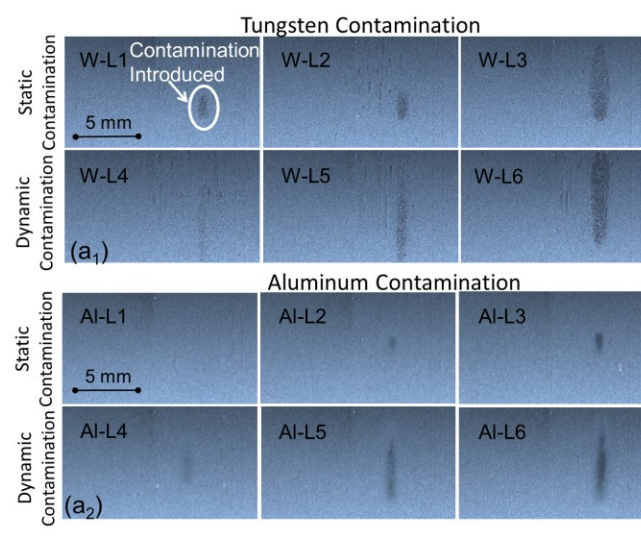 Tungsten Contamination
Static
Contamination
W-L1
Contamination
Introduced
5 mm
W-L2
W-L3
Dynamic
Contamination
W-L4
W-L5
W-L6
(a1)
Aluminum Contamination
Static
Contamination
Al-L1
5 mm
Al-L2
Al-L3
Dynamic
Contamination
Al-L4
Al-L5
Al-L6
(a2)